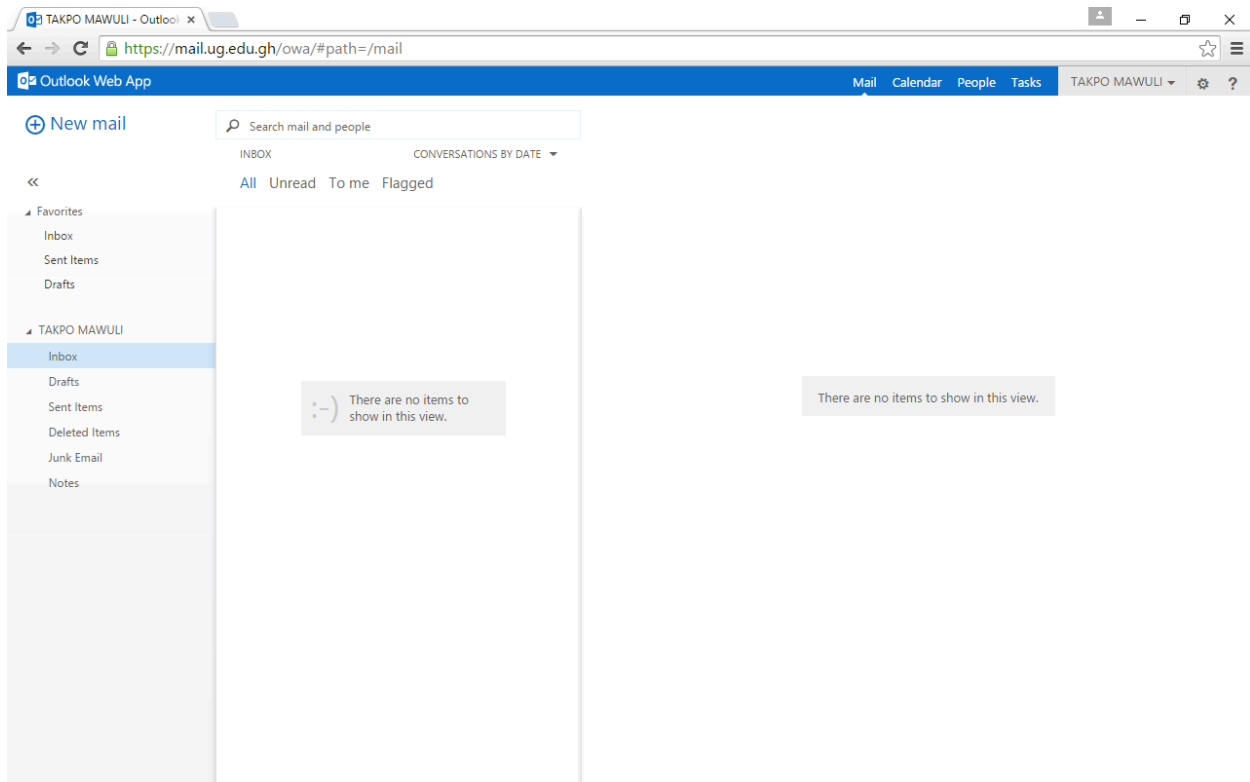 TAKPO MAWULI - Outlool
https://mail.ug.edu.gh/owa/#path=/mail
Outlook Web App
Mail Calendar People Tasks TAKPO MAWULI ?
New mail
Search mail and people
INBOX CONVERSATIONS BY DATE
All Unread To me Flagged
Favorites
Inbox
Sent Items
Drafts
TAKPO MAWULI
Inbox
Drafts
Sent Items
Deleted Items
Junk Email
Notes
:-)
There are no items to
show in this view.
There are no items to show in this view.